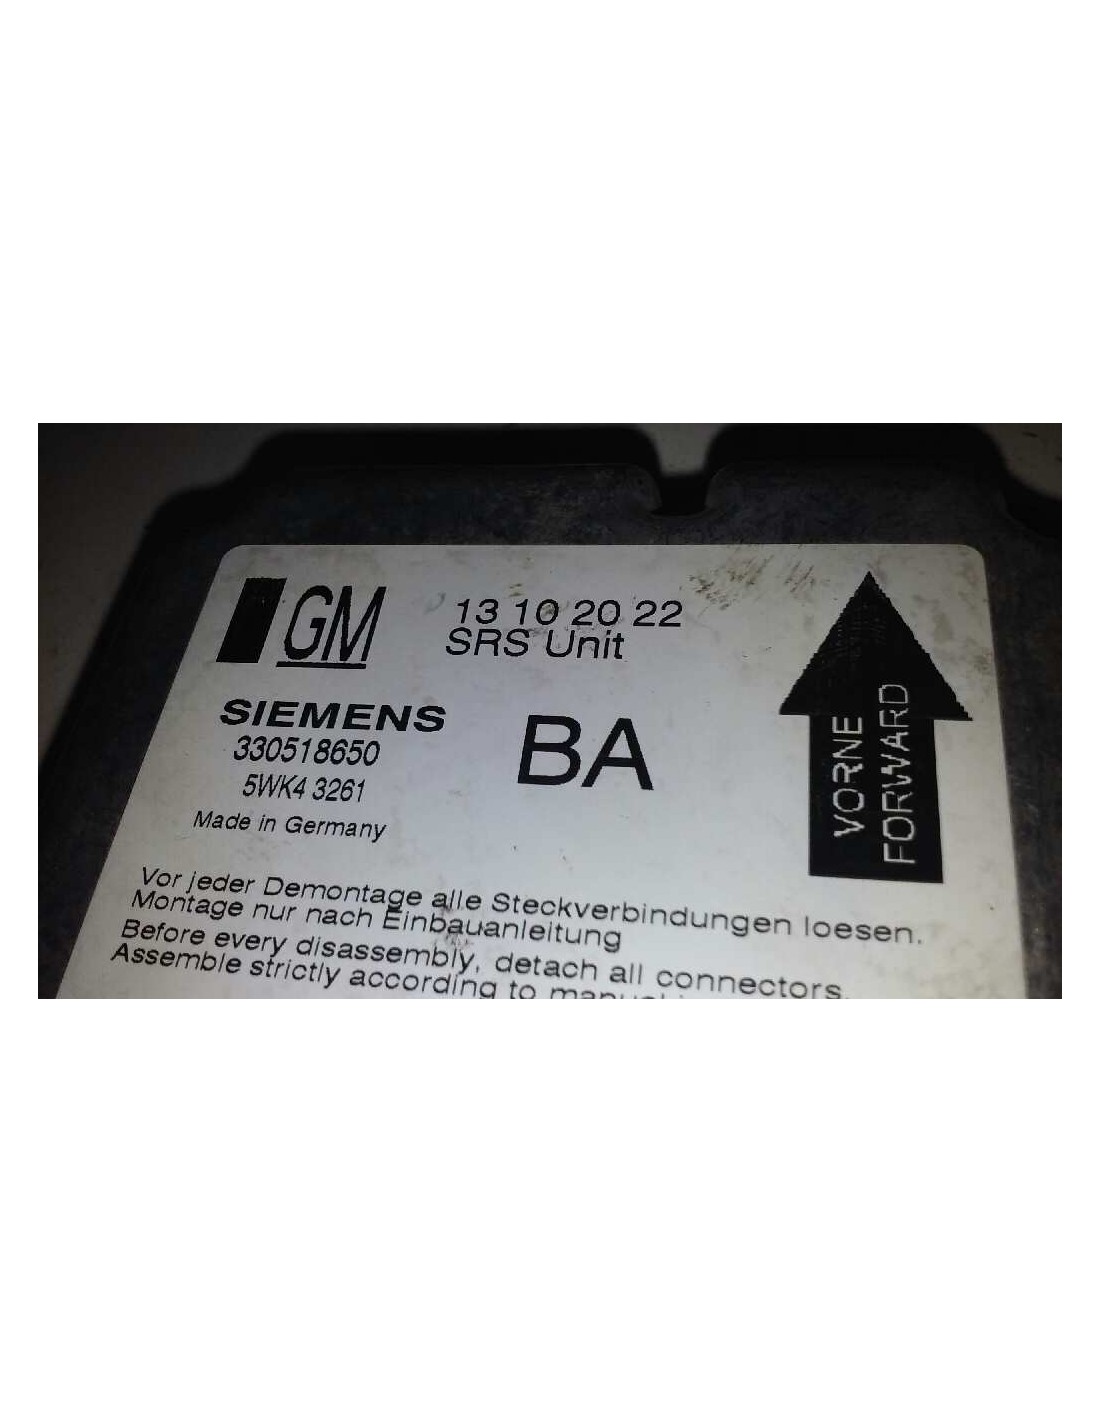 GM
13 10 20 22
SRS Unit
SIEMENS
330518650
5WK4 3261
Made in Germany
BA
VORNE
FORWARD
Vor jeder Demontage alle Steckverbindungen loesen.
Montage nur nach Einbauanleitung
Before every disassembly, detach all connectors.
Assemble strictly according to